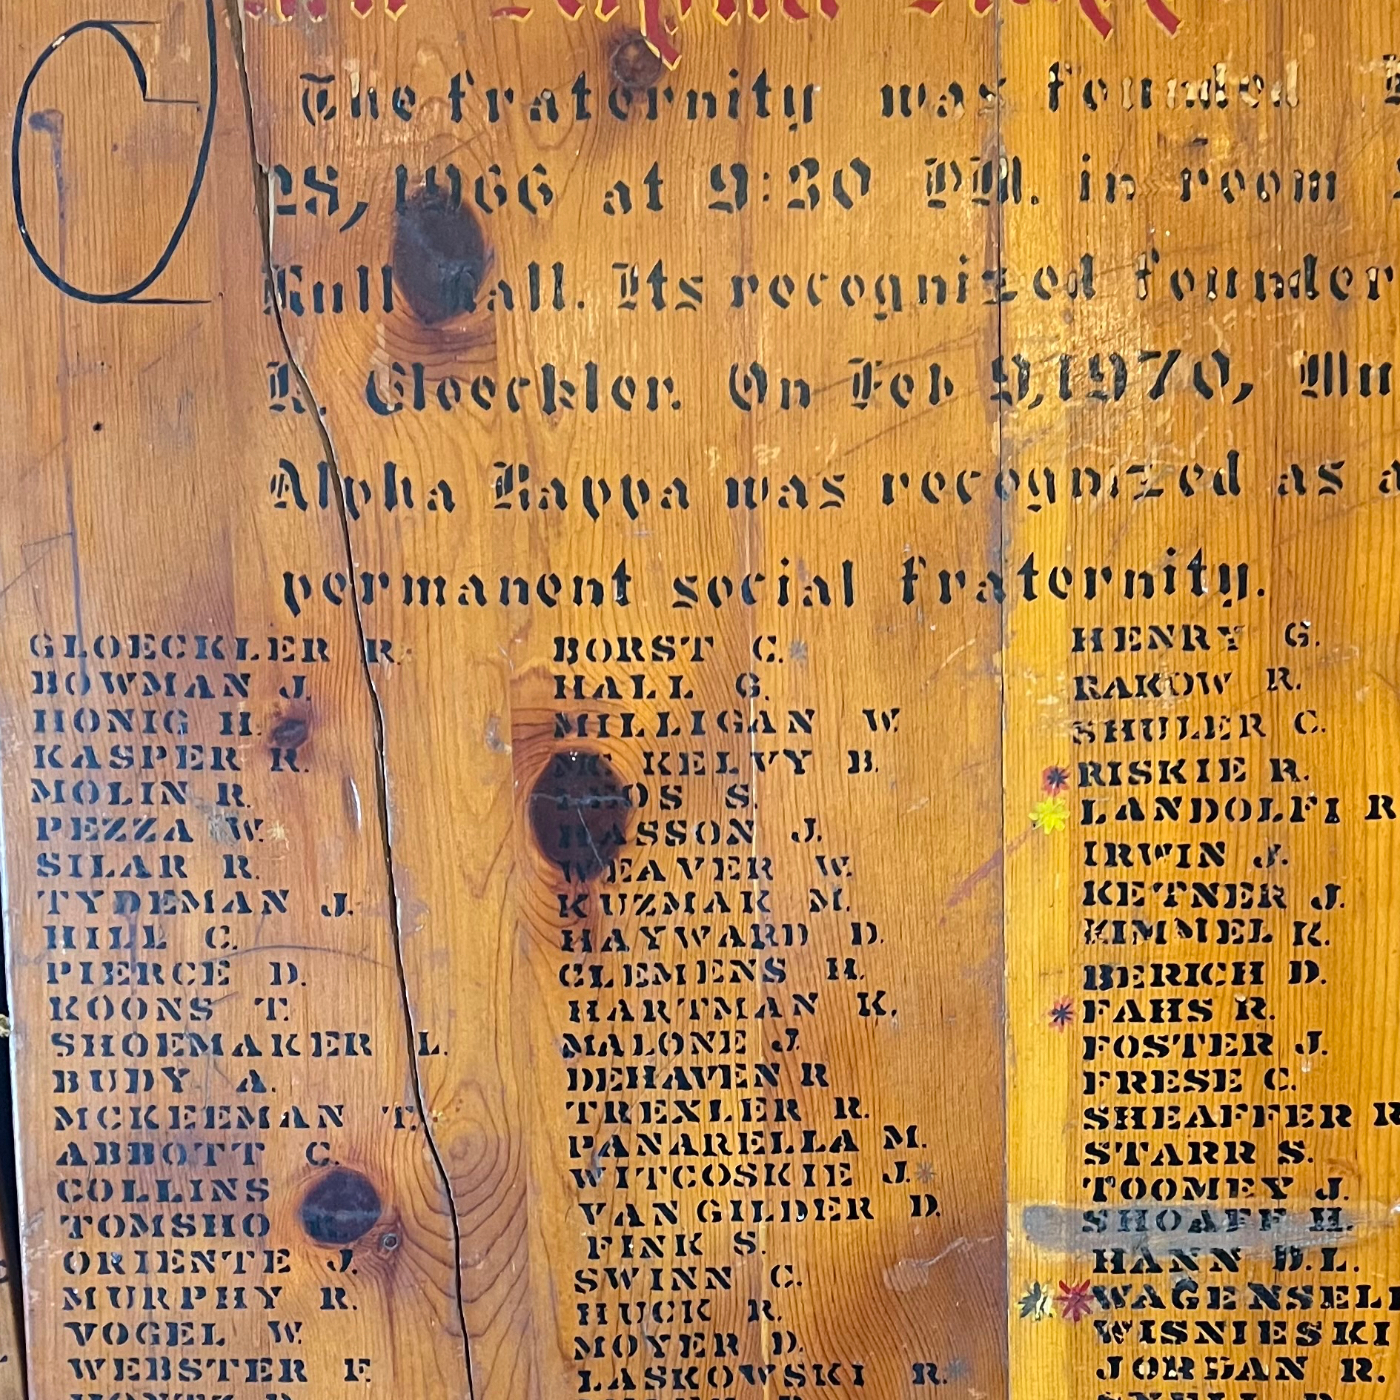 The fraternity was founded
28, 1966 at 9:30 PM. in room
Kull Hall. Its recognized founder
R. Gloeckler. On Feb 9, 1970, Mu
Alpha Kappa was recognized as a
permanent social fraternity.
GLOECKLER R.
BOWMAN J.
HONIG H.
KASPER R.
MOLIN R.
PEZZA W.
SILAR R.
TYDEMAN J.
HILL C.
PIERCE D.
KOONS T.
SHOEMAKER L.
BUDY A.
MCKEEMAN T.
ABBOTT C.
COLLINS
TOMSHO
ORIENTE J.
MURPHY R.
VOGEL W.
WEBSTER F.
BORST C.
HALL G.
MILLIGAN W.
MC KELVY B.
S.
HASSON J.
WEAVER W.
KUZMAK M.
HAYWARD D.
CLEMENS H.
HARTMAN K.
MALONE J.
DEHAVEN R
TREXLER R.
PANARELLA M.
WITCOSKIE J.
VAN GILDER D.
FINK S.
SWINN C.
HUCK R.
MOYER D.
LASKOWSKI R.
HENRY G.
RAKOW R.
SHULER C.
RISKIE R.
LANDOLFI R
IRWIN J.
KETNER J.
KIMMEL K.
BERICH D.
FAHS R.
FOSTER J.
FRESE C.
SHEAFFER
STARR S.
TOOMEY J.
SHOAFF H.
HANN D.L.
WAGENSEL
WISNIESKI
JORDAN R.